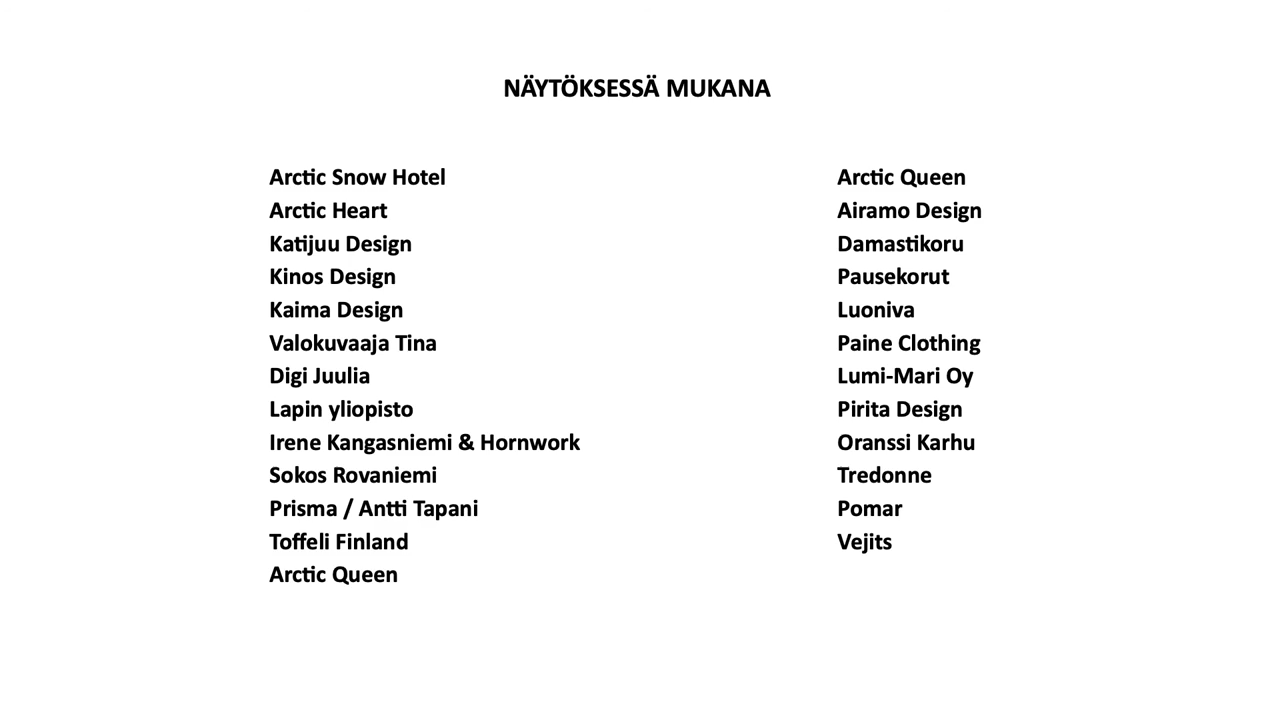 NÄYTÖKSESSÄ MUKANA
Arctic Snow Hotel
Arctic Heart
Katijuu Design
Kinos Design
Kaima Design
Valokuvaaja Tina
Digi Juulia
Lapin yliopisto
Irene Kangasniemi & Hornwork
Sokos Rovaniemi
Prisma / Antti Tapani
Toffeli Finland
Arctic Queen
Arctic Queen
Airamo Design
Damastikoru
Pausekorut
Luoniva
Paine Clothing
Lumi-Mari Oy
Pirita Design
Oranssi Karhu
Tredonne
Pomar
Vejits